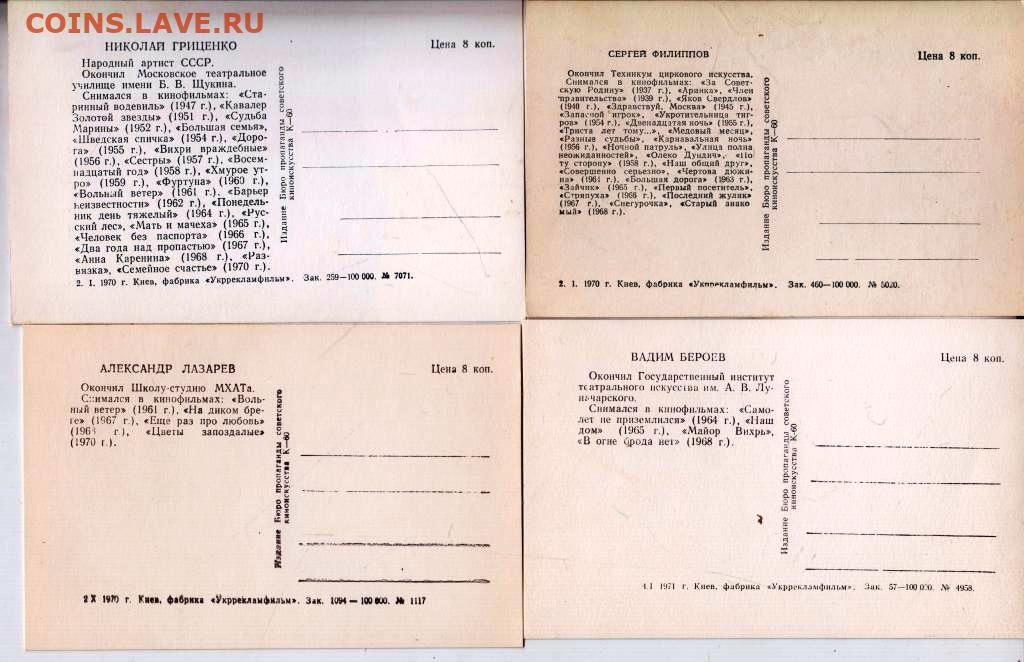 COINS.LAVE.RU
НИКОЛАЙ ГРИЦЕНКО
Цена 8 коп.
Народный артист СССР.
Окончил Московское театральное
училище имени Б. В. Щукина.
Снимался в кинофильмах: «Ста-
ринный водевиль» (1947 г.), «Кавалер
Золотой звезды» (1951 г.), «Судьба
Марины» (1952 г.), «Большая семья»,
«Шведская спичка» (1954 г.), «Доро-
га» (1955 г.), «Вихри враждебные»
(1956 г.), «Сестры» (1957 г.), «Восем-
надцатый год» (1958 г.), «Хмурое ут-
ро» (1959 г.), «Фуртуна» (1960 г.),
«Вольный ветер» (1961 г.), «Барьер
неизвестности» (1962 г.), «Понедель-
ник день тяжелый» (1964 г.), «Рус-
ский лес», «Мать и мачеха» (1965 г.),
«Человек без паспорта» (1966 г.),
«Два года над пропастью» (1967 г.),
«Анна Каренина» (1968 г.), «Раз-
вязка», «Семейное счастье» (1970 г.).
Издание Бюро пропаганды советского
киноискусства К—60
2. I. 1970 г. Киев, фабрика «Укррекламфильм». Зак. 259—100 000. № 7071.
СЕРГЕЙ ФИЛИППОВ
Цена 8 коп.
Окончил Техникум циркового искусства.
Снимался в кинофильмах: «За Совет-
скую Родину» (1937 г.), «Аринка», «Член
правительства» (1939 г.), «Яков Свердлов»
(1940 г.), «Здравствуй, Москва» (1945 г.),
«Запасной игрок», «Укротительница тиг-
ров» (1954 г.), «Двенадцатая ночь» (1955 г.),
«Триста лет тому...», «Медовый месяц»,
«Разные судьбы», «Карнавальная ночь»
(1956 г.), «Ночной патруль», «Улица полна
неожиданностей», «Олеко Дундич», «По
ту сторону» (1958 г.), «Наш общий друг»,
«Совершенно серьезно», «Чертова дюжи-
на» (1961 г.), «Большая дорога» (1963 г.),
«Зайчик» (1965 г.), «Первый посетитель»,
«Стряпуха» (1966 г.), «Последний жулик»
(1967 г.), «Снегурочка», «Старый знако
мый» (1968 г.).
Издание Бюро пропаганды советского
киноискусства К—60
2. I. 1970 г. Киев, фабрика «Укррекламфильм». Зак. 460—100 000. № 5020.
АЛЕКСАНДР ЛАЗАРЕВ
Цена 8 коп.
Окончил Школу-студию МХАТа.
Снимался в кинофильмах: «Воль-
ный ветер» (1961 г.), «На диком бре-
ге» (1967 г.), «Еще раз про любовь»
(1968 г.), «Цветы запоздалые»
(1970 г.).
Издание Бюро пропаганды советского
киноискусства К—60
2 X 1970 г. Киев, фабрика «Укррекламфильм». Зак. 1094—100 000. № 1117
ВАДИМ БЕРОЕВ
Цена 8 коп.
Окончил Государственный институт
театрального искусства им. А. В. Лу-
начарского.
Снимался в кинофильмах: «Само-
лет не приземлился» (1964 г.), «Наш
дом» (1965 г.), «Майор Вихрь»,
«В огне брода нет» (1968 г.).
Издание Бюро пропаганды советского
киноискусства К-60
4.I 1971 г. Киев, фабрика «Укррекламфильм». Зак. 57—100 000. № 4958.